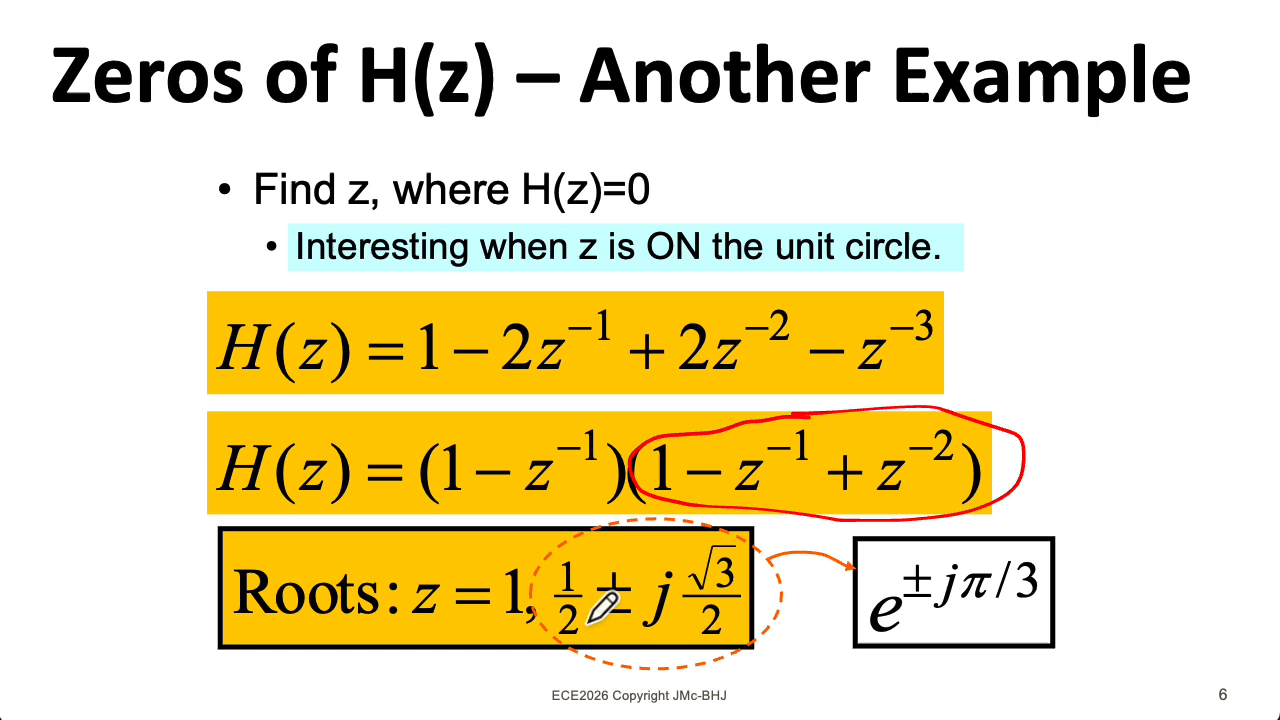 Zeros of H(z) – Another Example
• Find z, where H(z)=0
• Interesting when z is ON the unit circle.
H(z) = 1 − 2z⁻¹ + 2z⁻² − z⁻³
H(z) = (1 − z⁻¹)(1 − z⁻¹ + z⁻²)
Roots: z = 1, 1/2 ± j √3/2
e^{±jπ/3}
ECE2026 Copyright JMc-BHJ
6